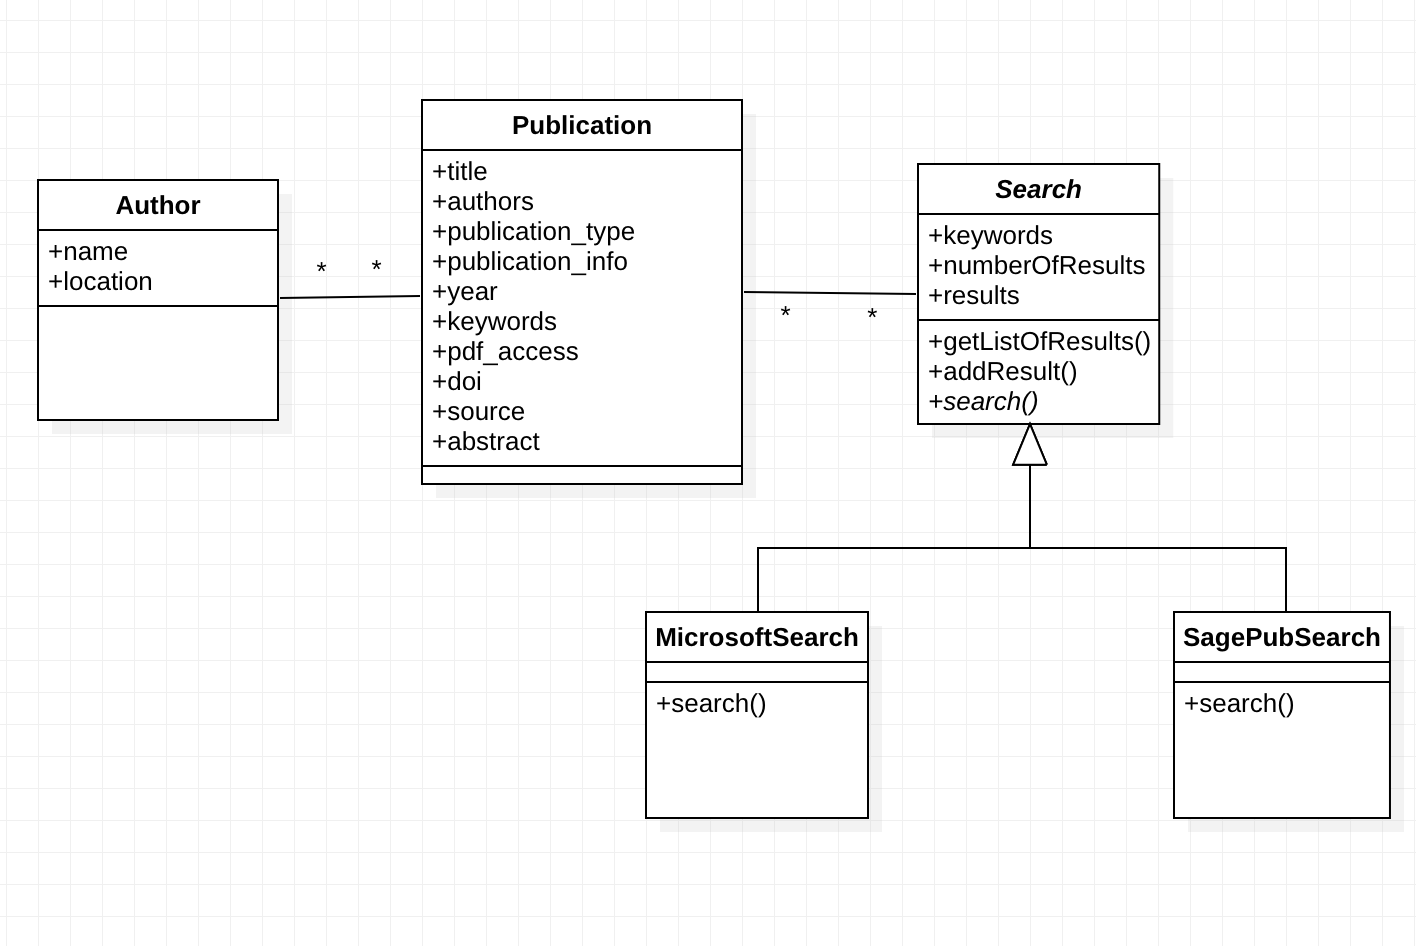 Publication
+title
+authors
+publication_type
+publication_info
+year
+keywords
+pdf_access
+doi
+source
+abstract
Author
+name
+location
* *
Search
+keywords
+numberOfResults
+results
+getListOfResults()
+addResult()
+search()
* *
MicrosoftSearch
+search()
SagePubSearch
+search()